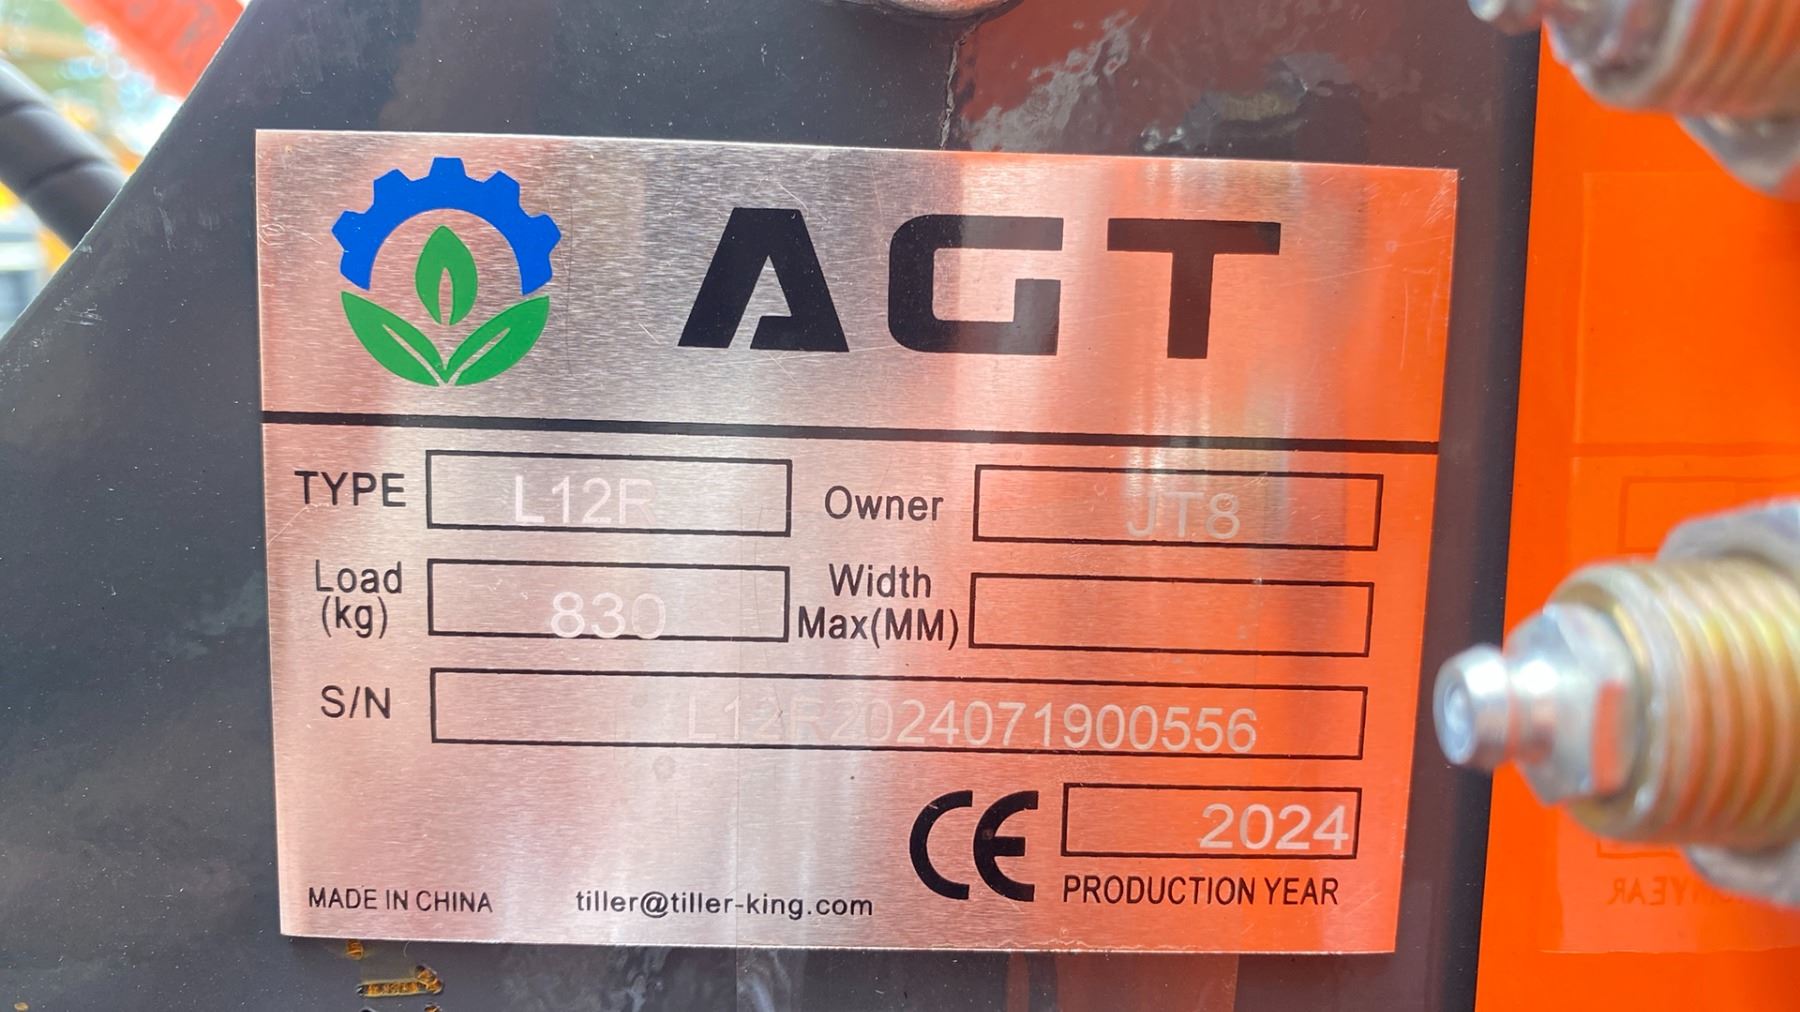 AGT
TYPE L12R Owner JT8
Load (kg) 830 Width Max(MM)
S/N L12R2024071900556
CE 2024
PRODUCTION YEAR
MADE IN CHINA tiller@tiller-king.com